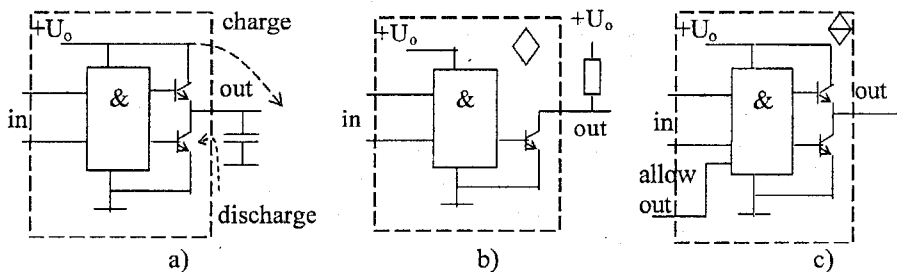 +U₀
charge
&
out
in
discharge
a)
+U₀
+U₀
&
in
out
b)
+U₀
&
out
in
allow
out
c)